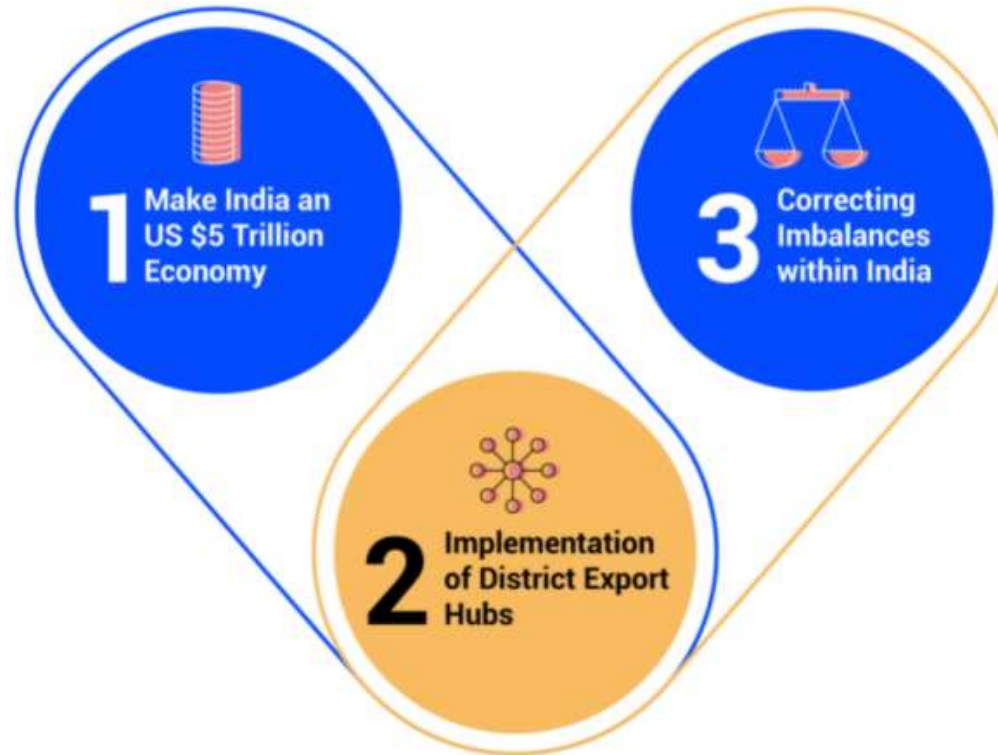 1
Make India an
US $5 Trillion
Economy
2
Implementation
of District Export
Hubs
3
Correcting
Imbalances
within India